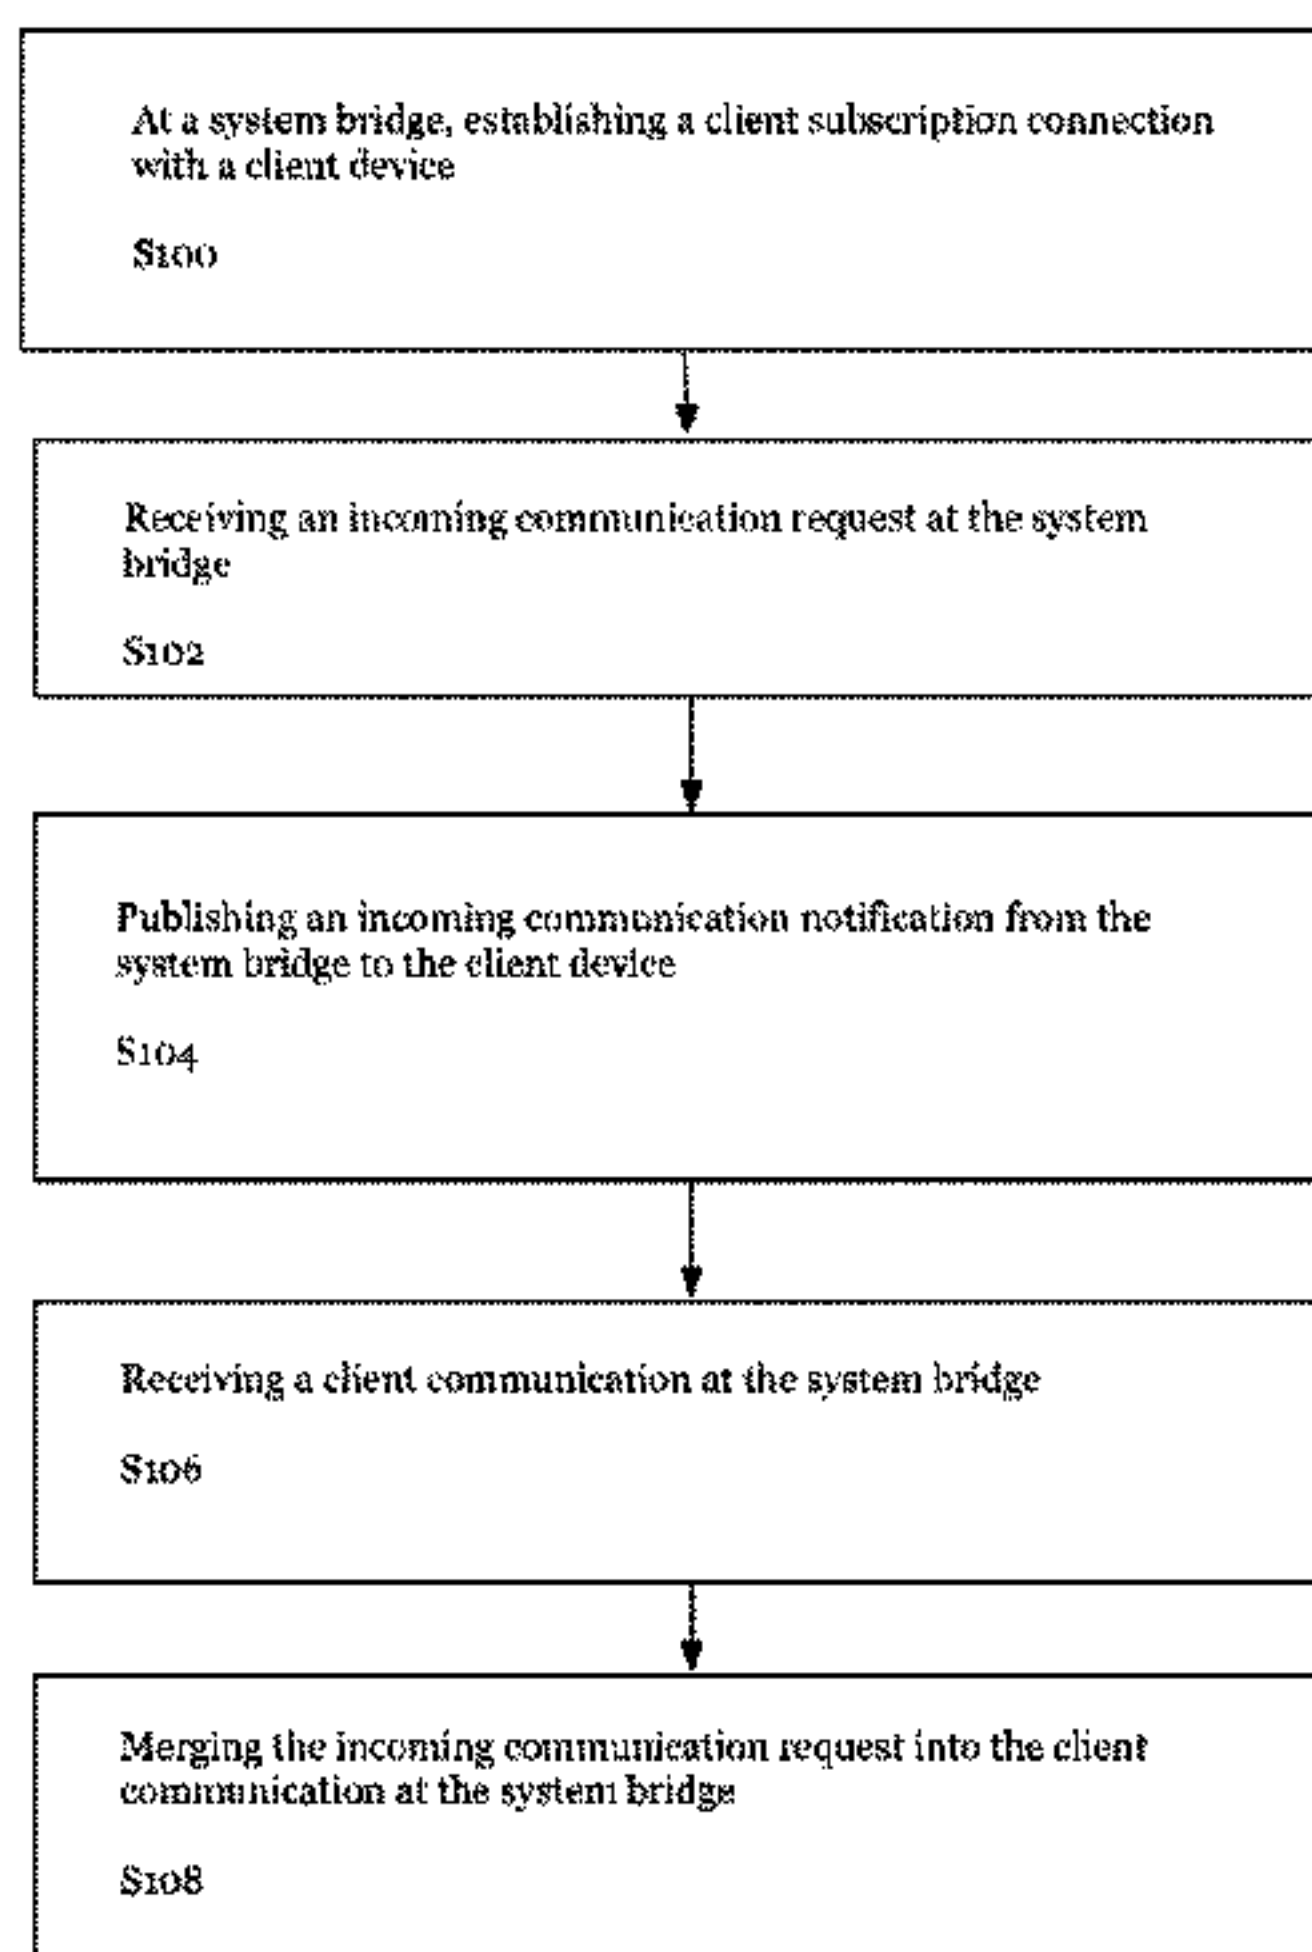 At a system bridge, establishing a client subscription connection
with a client device
S100
Receiving an incoming communication request at the system
bridge
S102
Publishing an incoming communication notification from the
system bridge to the client device
S104
Receiving a client communication at the system bridge
S106
Merging the incoming communication request into the client
communication at the system bridge
S108